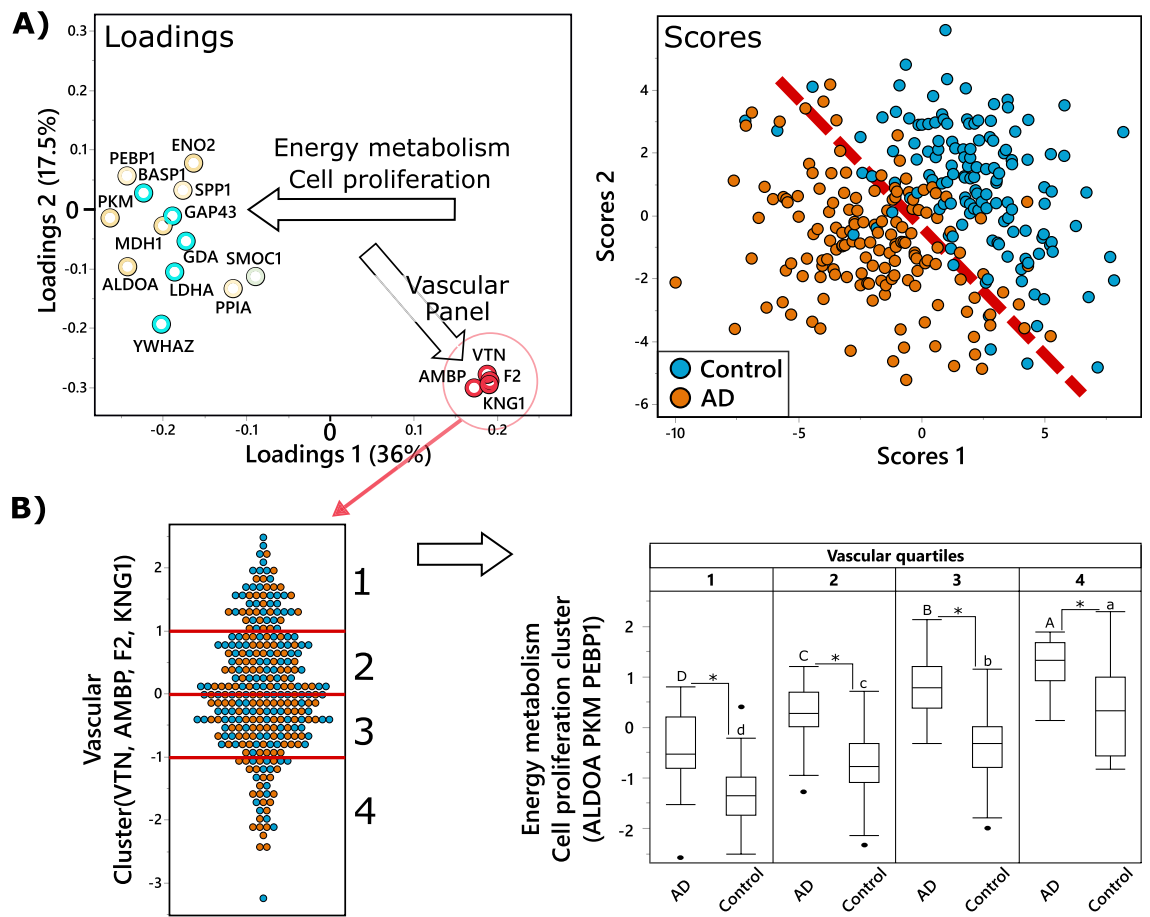 A)
Loadings
Loadings 2 (17.5%)
0.3
0.2
0.1
0
-0.1
-0.2
-0.3
ENO2
PEBP1
BASP1
SPP1
PKM
GAP43
MDH1
GDA
SMOC1
ALDOA
LDHA
PPIA
YWHAZ
Energy metabolism
Cell proliferation
Vascular
Panel
VTN
AMBP
F2
KNG1
-0.2
-0.1
0
0.1
0.2
Loadings 1 (36%)
Scores
Scores 2
4
2
0
-2
-4
-6
Control
AD
-10
-5
0
5
Scores 1
B)
Vascular
Cluster(VTN, AMBP, F2, KNG1)
2
1
0
-1
-2
-3
1
2
3
4
Energy metabolism
Cell proliferation cluster
(ALDOA PKM PEBP1)
Vascular quartiles
1
2
3
4
2
1
0
-1
-2
D
*
d
C
*
c
B
*
b
A
*
a
AD
Control
AD
Control
AD
Control
AD
Control